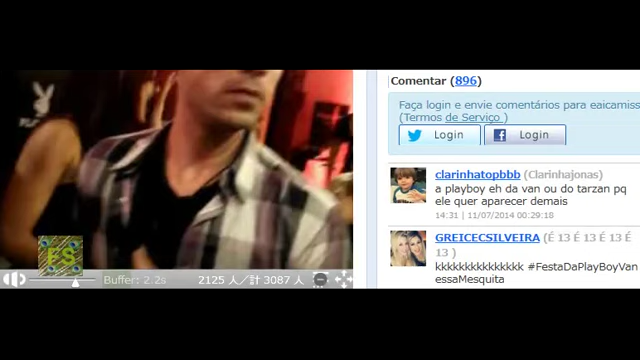 PLAY
ES
Buffer: 2.2s
2125 人/計 3087 人
Comentar (896)
Faça login e envie comentários para eaicamiss
(Termos de Serviço )
Login
Login
clarinhatopbbb (Clarinhajonas)
a playboy eh da van ou do tarzan pq
ele quer aparecer demais
14:31 | 11/07/2014 00:29:18
GREICECSILVEIRA (É 13 É 13 É 13 É
13 )
kkkkkkkkkkkkkkk #FestaDaPlayBoyVan
essaMesquita